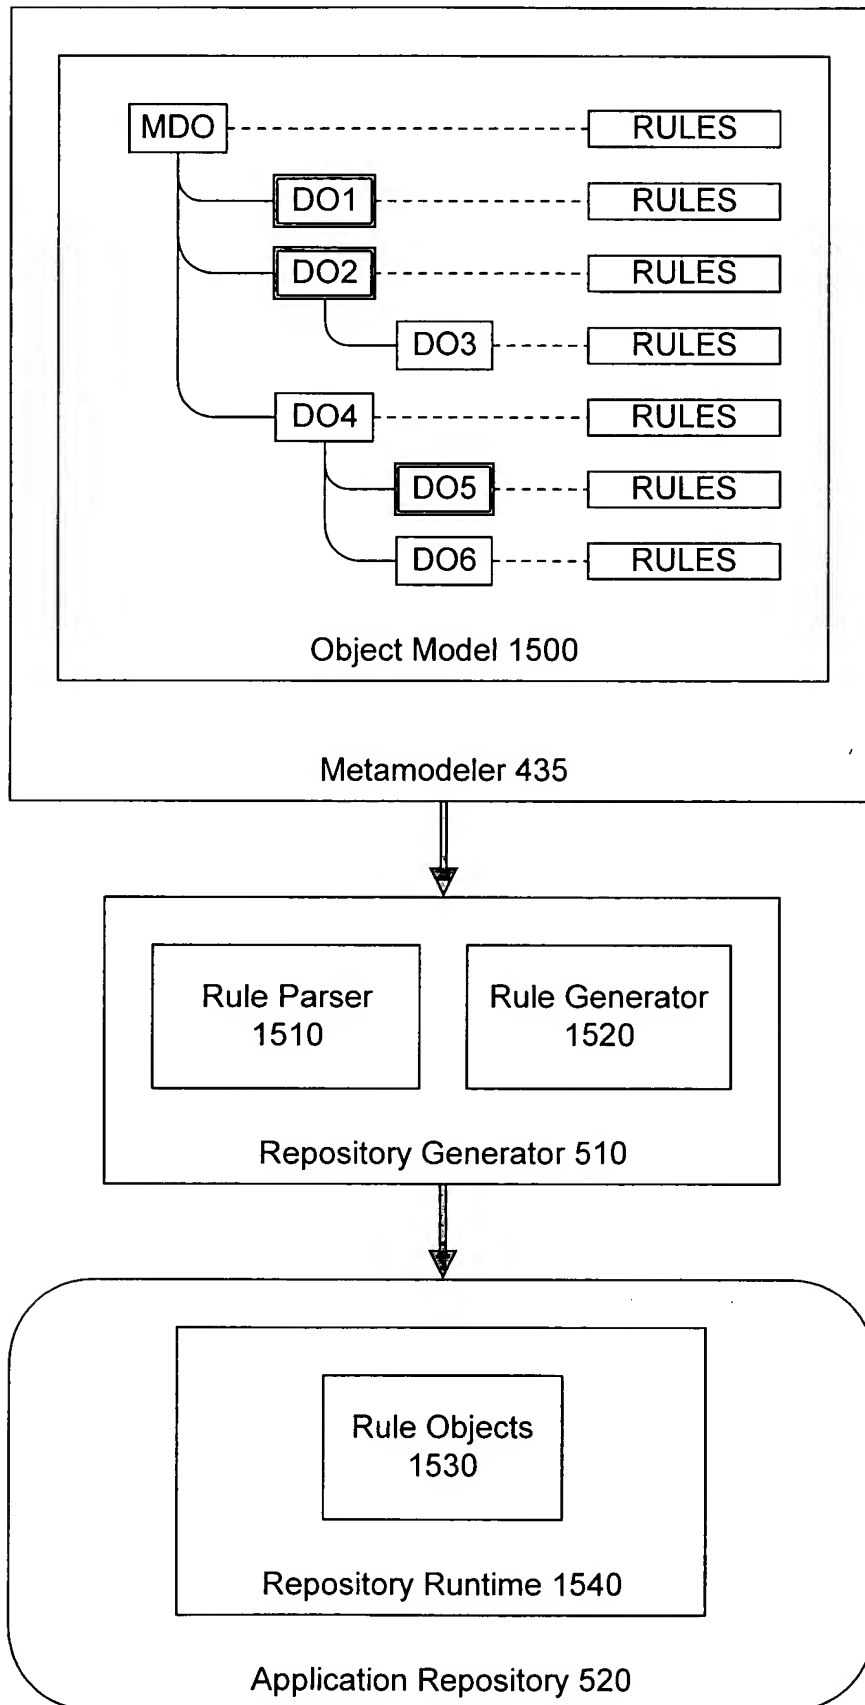 MDO RULES
DO1 RULES
DO2 RULES
DO3 RULES
DO4 RULES
DO5 RULES
DO6 RULES
Object Model 1500
Metamodeler 435
Rule Parser
1510
Rule Generator
1520
Repository Generator 510
Rule Objects
1530
Repository Runtime 1540
Application Repository 520